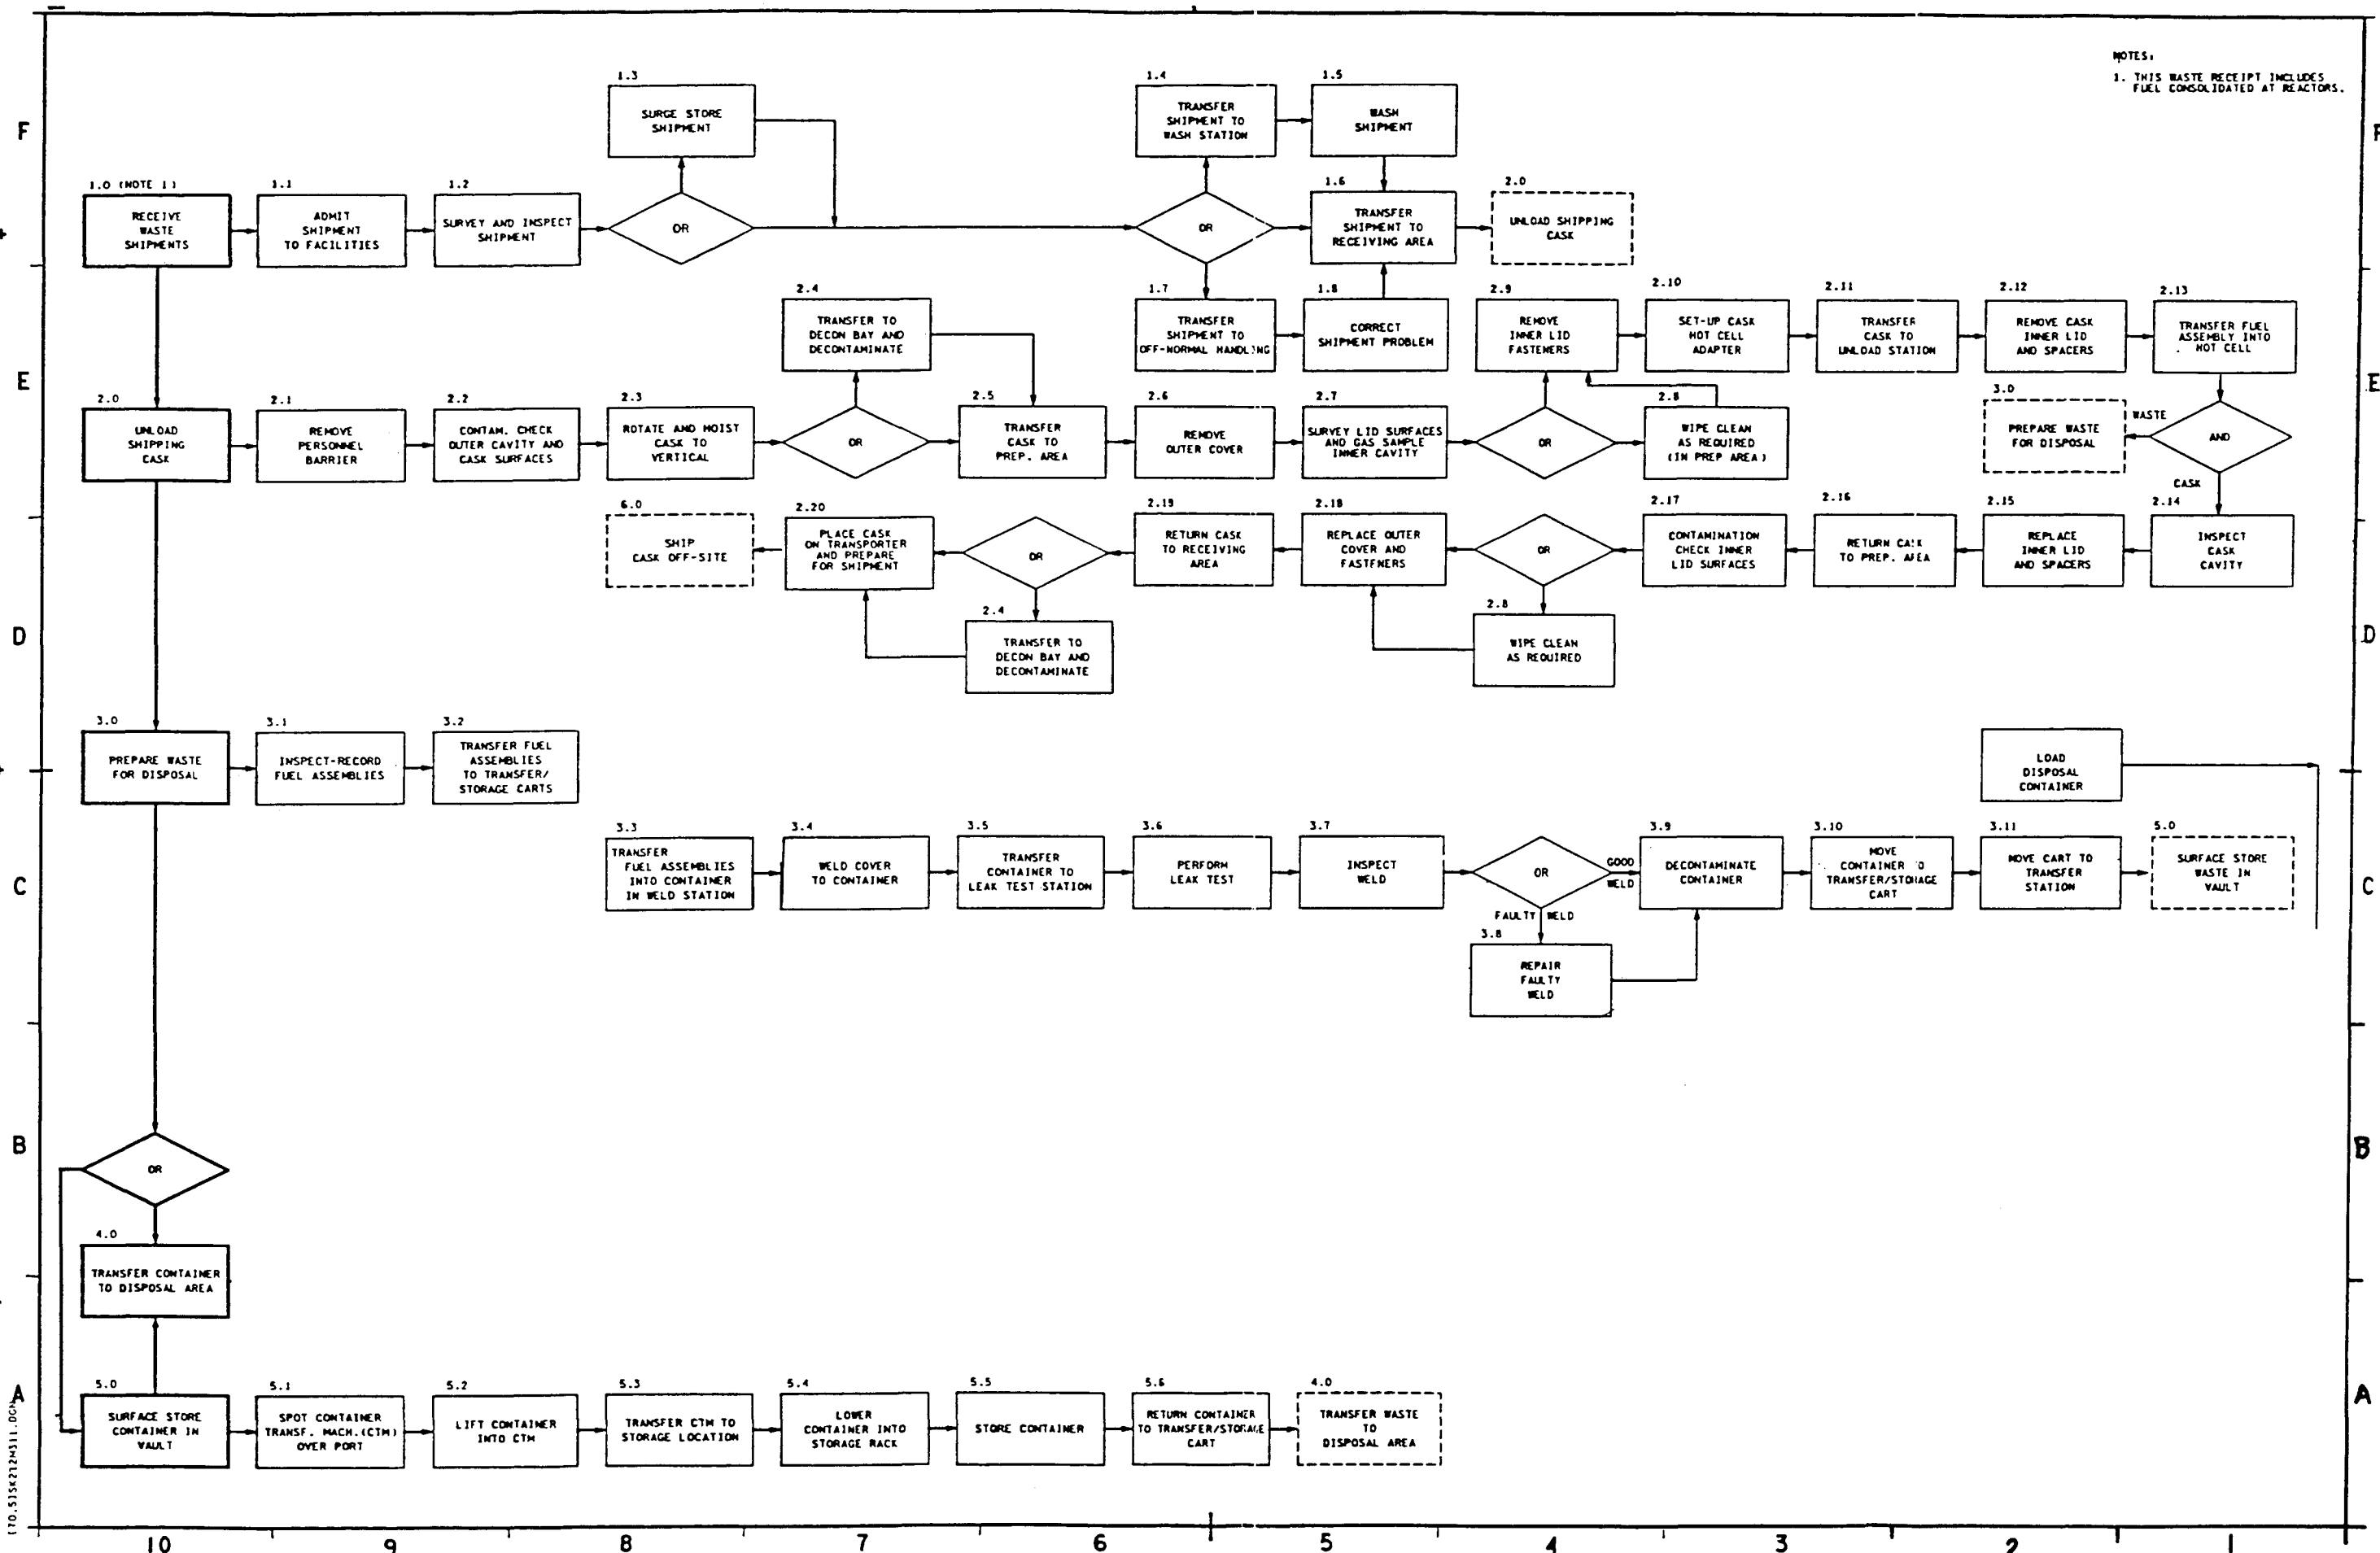 NOTES:
1. THIS WASTE RECEIPT INCLUDES
FUEL CONSOLIDATED AT REACTORS.
F
F
1.3
SURGE STORE
SHIPMENT
1.4
TRANSFER
SHIPMENT TO
WASH STATION
1.5
WASH
SHIPMENT
1.0 (NOTE 1)
RECEIVE
WASTE
SHIPMENTS
1.1
ADMIT
SHIPMENT
TO FACILITIES
1.2
SURVEY AND INSPECT
SHIPMENT
OR
OR
1.6
TRANSFER
SHIPMENT TO
RECEIVING AREA
2.0
UNLOAD SHIPPING
CASK
E
E
2.4
TRANSFER TO
DECON BAY AND
DECONTAMINATE
1.7
TRANSFER
SHIPMENT TO
OFF-NORMAL HANDLING
1.8
CORRECT
SHIPMENT PROBLEM
2.9
REMOVE
INNER LID
FASTENERS
2.10
SET-UP CASK
HOT CELL
ADAPTER
2.11
TRANSFER
CASK TO
UNLOAD STATION
2.12
REMOVE CASK
INNER LID
AND SPACERS
2.13
TRANSFER FUEL
ASSEMBLY INTO
HOT CELL
2.0
UNLOAD
SHIPPING
CASK
2.1
REMOVE
PERSONNEL
BARRIER
2.2
CONTAM. CHECK
OUTER CAVITY AND
CASK SURFACES
2.3
ROTATE AND HOIST
CASK TO
VERTICAL
OR
2.5
TRANSFER
CASK TO
PREP. AREA
2.6
REMOVE
OUTER COVER
2.7
SURVEY LID SURFACES
AND GAS SAMPLE
INNER CAVITY
OR
2.8
WIPE CLEAN
AS REQUIRED
(IN PREP AREA)
3.0
PREPARE WASTE
FOR DISPOSAL
WASTE
AND
CASK
D
D
6.0
SHIP
CASK OFF-SITE
2.20
PLACE CASK
ON TRANSPORTER
AND PREPARE
FOR SHIPMENT
OR
2.19
RETURN CASK
TO RECEIVING
AREA
2.18
REPLACE OUTER
COVER AND
FASTENERS
OR
2.17
CONTAMINATION
CHECK INNER
LID SURFACES
2.16
RETURN CASK
TO PREP. AREA
2.15
REPLACE
INNER LID
AND SPACERS
2.14
INSPECT
CASK
CAVITY
2.4
TRANSFER TO
DECON BAY AND
DECONTAMINATE
2.8
WIPE CLEAN
AS REQUIRED
3.0
PREPARE WASTE
FOR DISPOSAL
3.1
INSPECT-RECORD
FUEL ASSEMBLIES
3.2
TRANSFER FUEL
ASSEMBLIES
TO TRANSFER/
STORAGE CARTS
LOAD
DISPOSAL
CONTAINER
C
C
3.3
TRANSFER
FUEL ASSEMBLIES
INTO CONTAINER
IN WELD STATION
3.4
WELD COVER
TO CONTAINER
3.5
TRANSFER
CONTAINER TO
LEAK TEST STATION
3.6
PERFORM
LEAK TEST
3.7
INSPECT
WELD
OR
GOOD
WELD
FAULTY WELD
3.9
DECONTAMINATE
CONTAINER
3.10
MOVE
CONTAINER TO
TRANSFER/STORAGE
CART
3.11
MOVE CART TO
TRANSFER
STATION
5.0
SURFACE STORE
WASTE IN
VAULT
3.8
REPAIR
FAULTY
WELD
B
B
OR
4.0
TRANSFER CONTAINER
TO DISPOSAL AREA
A
A
5.0
SURFACE STORE
CONTAINER IN
VAULT
5.1
SPOT CONTAINER
TRANSF. MACH.(CTM)
OVER PORT
5.2
LIFT CONTAINER
INTO CTM
5.3
TRANSFER CTM TO
STORAGE LOCATION
5.4
LOWER
CONTAINER INTO
STORAGE RACK
5.5
STORE CONTAINER
5.6
RETURN CONTAINER
TO TRANSFER/STORAGE
CART
4.0
TRANSFER WASTE
TO
DISPOSAL AREA
10 9 8 7 6 5 4 3 2 1